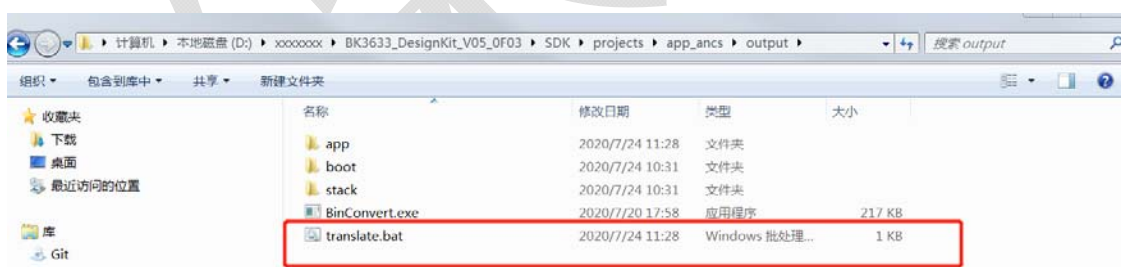 计算机 ▸ 本地磁盘 (D:) ▸ xxxxxxx ▸ BK3633_DesignKit_V05_0F03 ▸ SDK ▸ projects ▸ app_ancs ▸ output ▸ 搜索 output
组织 包含到库中 共享 新建文件夹
名称 修改日期 类型 大小
收藏夹
下载
桌面
最近访问的位置
库
Git
app 2020/7/24 11:28 文件夹
boot 2020/7/24 10:31 文件夹
stack 2020/7/24 10:31 文件夹
BinConvert.exe 2020/7/20 17:58 应用程序 217 KB
translate.bat 2020/7/24 11:28 Windows 批处理... 1 KB